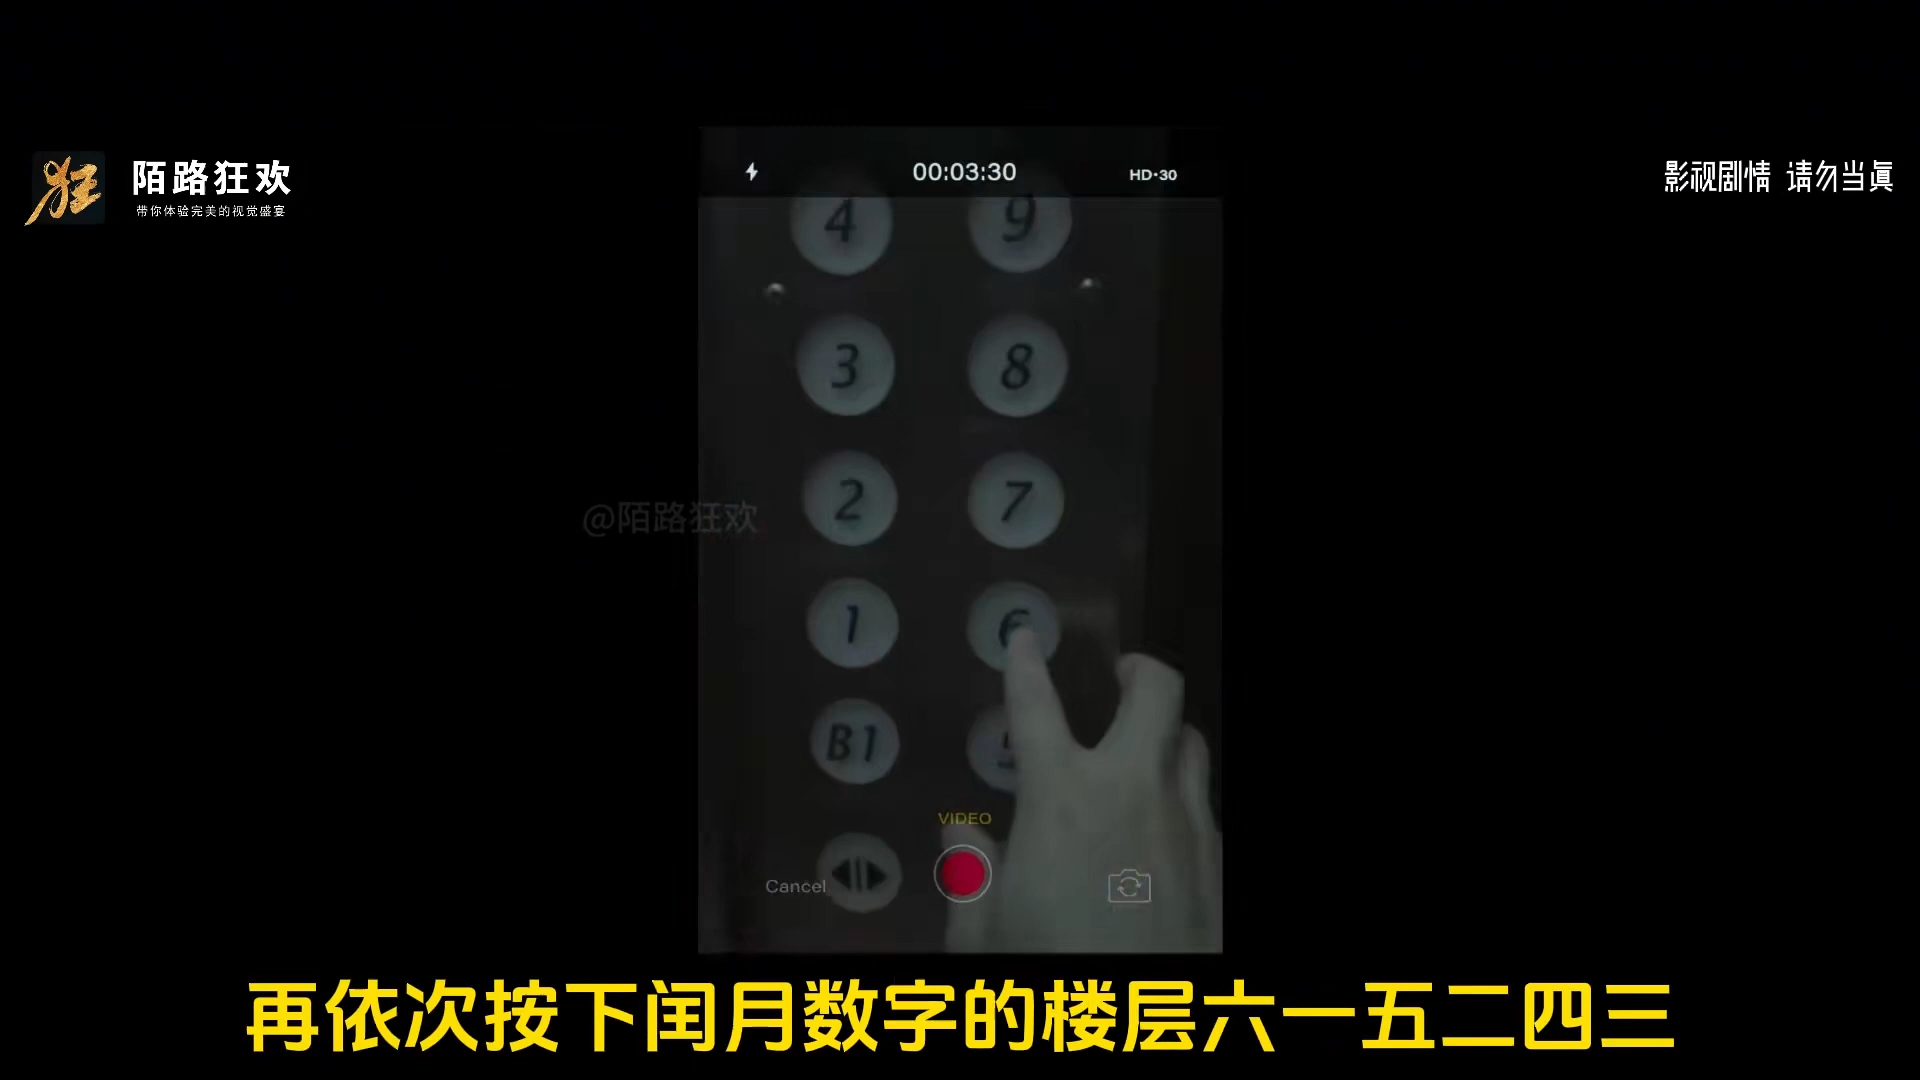 狂
陌路狂欢
带你体验完美的视觉盛宴
影视剧情 请勿当真
00:03:30
HD·30
4 9
3 8
2 7
@陌路狂欢
1 6
B1 5
VIDEO
Cancel
再依次按下闰月数字的楼层六一五二四三